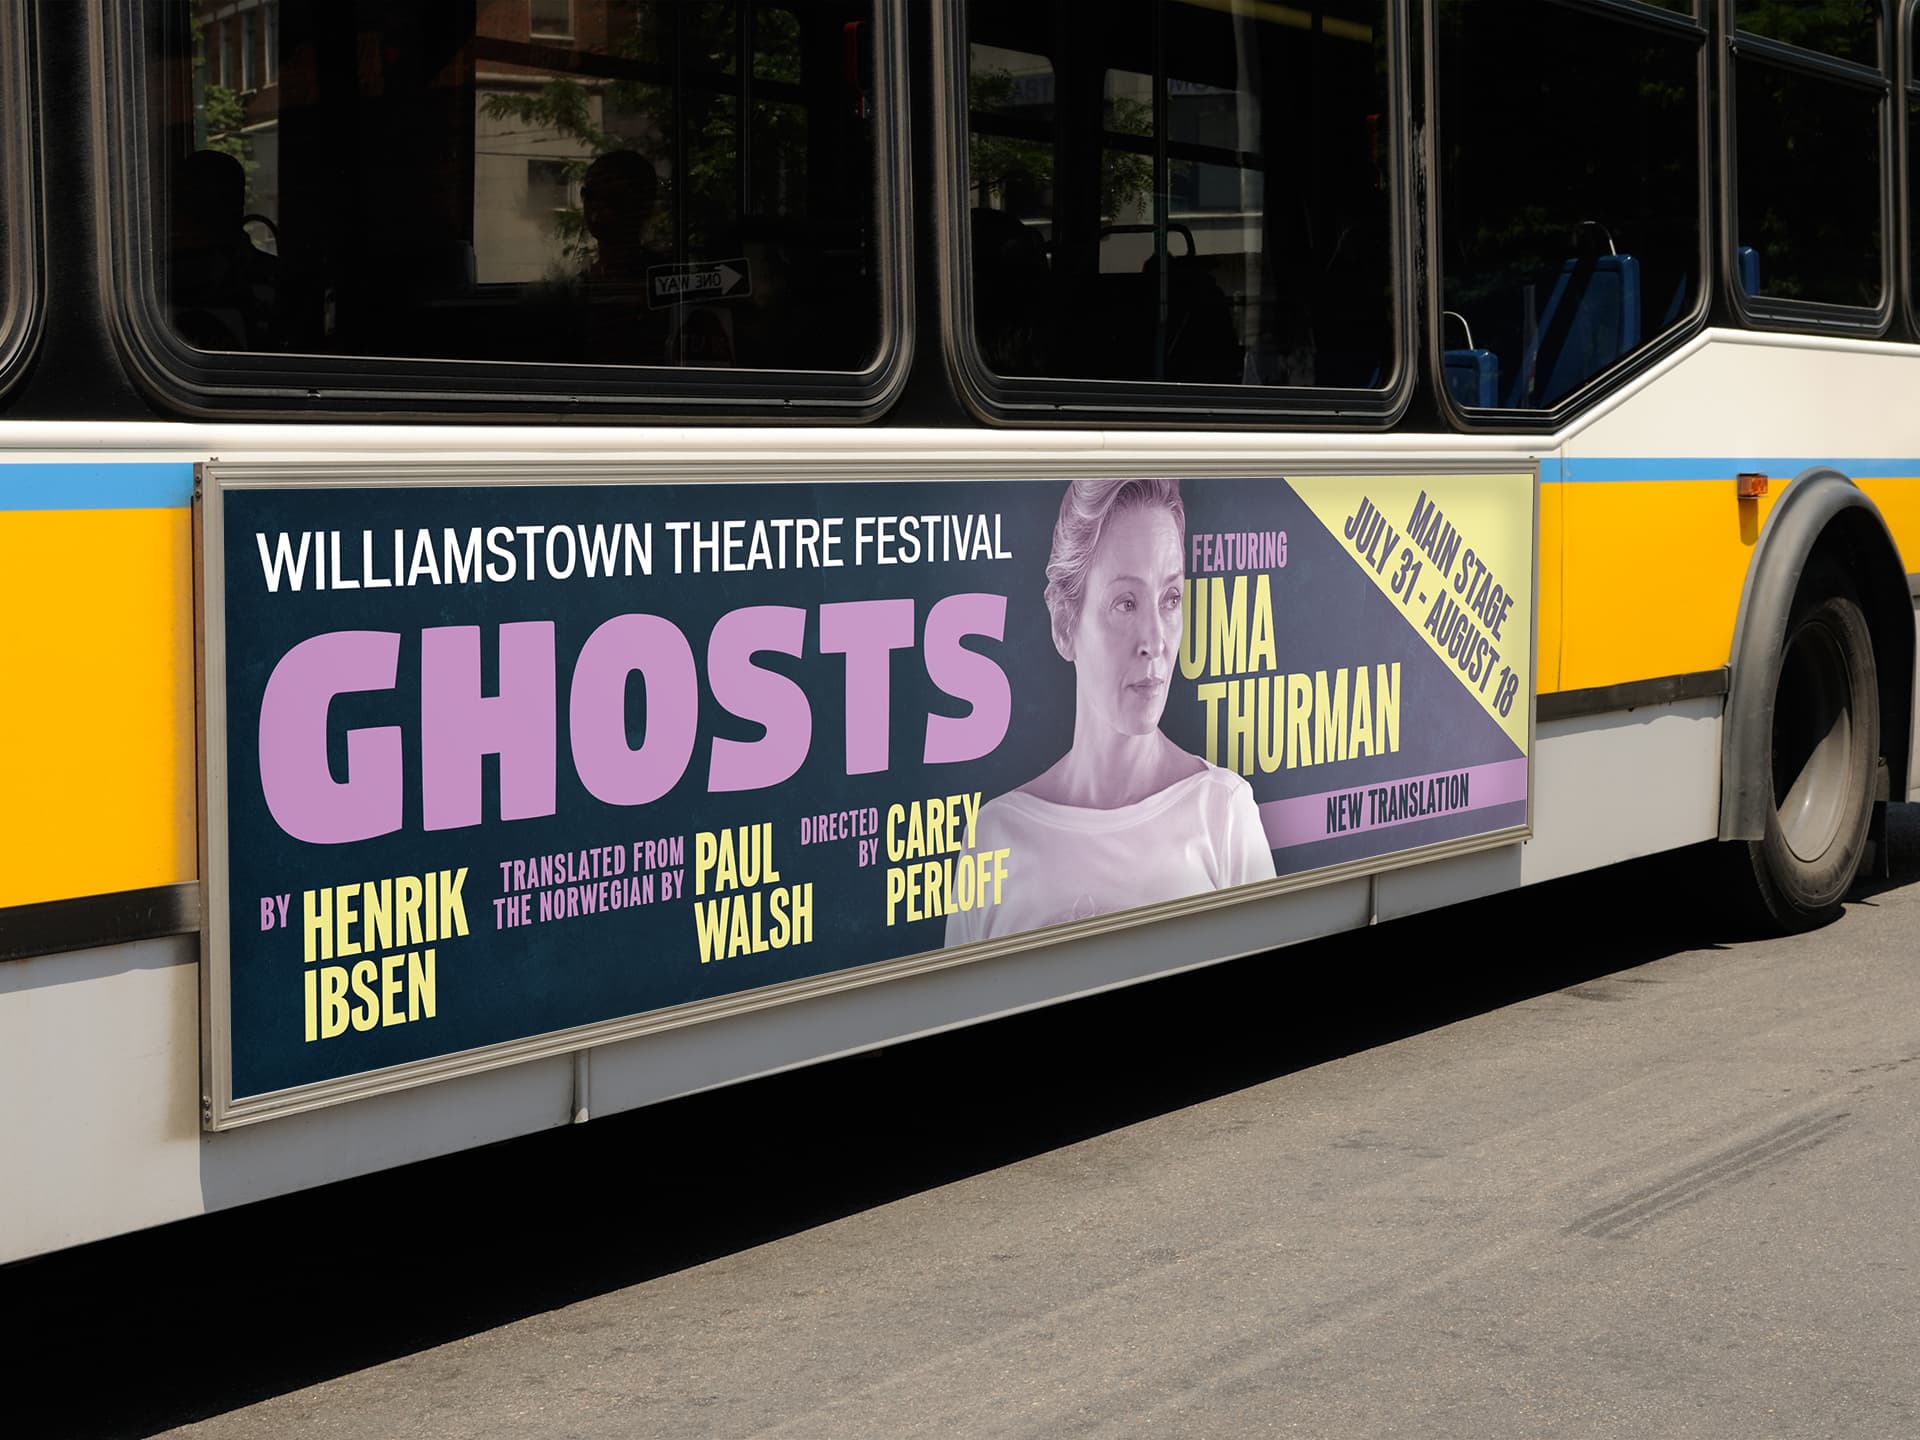 WILLIAMSTOWN THEATRE FESTIVAL
GHOSTS
BY HENRIK
IBSEN
TRANSLATED FROM
THE NORWEGIAN BY
PAUL
WALSH
DIRECTED
BY
CAREY
PERLOFF
FEATURING
UMA
THURMAN
MAIN STAGE
JULY 31 - AUGUST 18
NEW TRANSLATION
ONE WAY